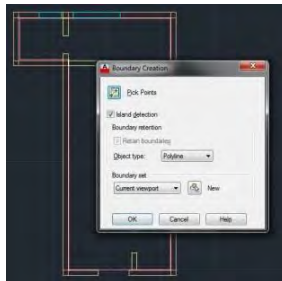 Boundary Creation
Pick Points
Island detection
Boundary retention
Retain boundaries
Object type: Polyline
Boundary set
Current viewport New
OK Cancel Help